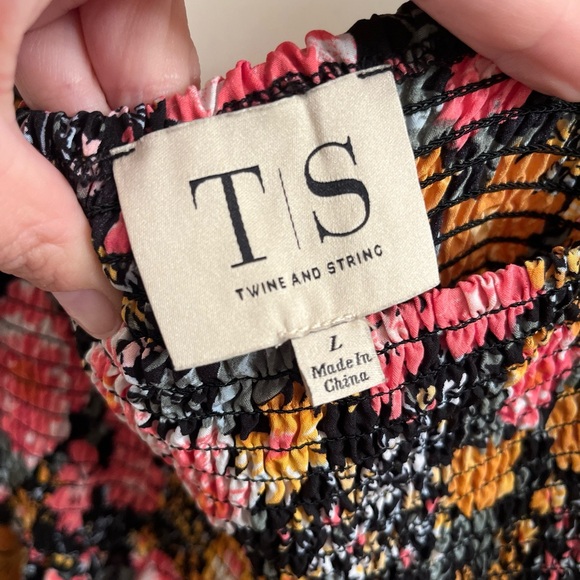 T|S
TWINE AND STRING
L
Made In
China